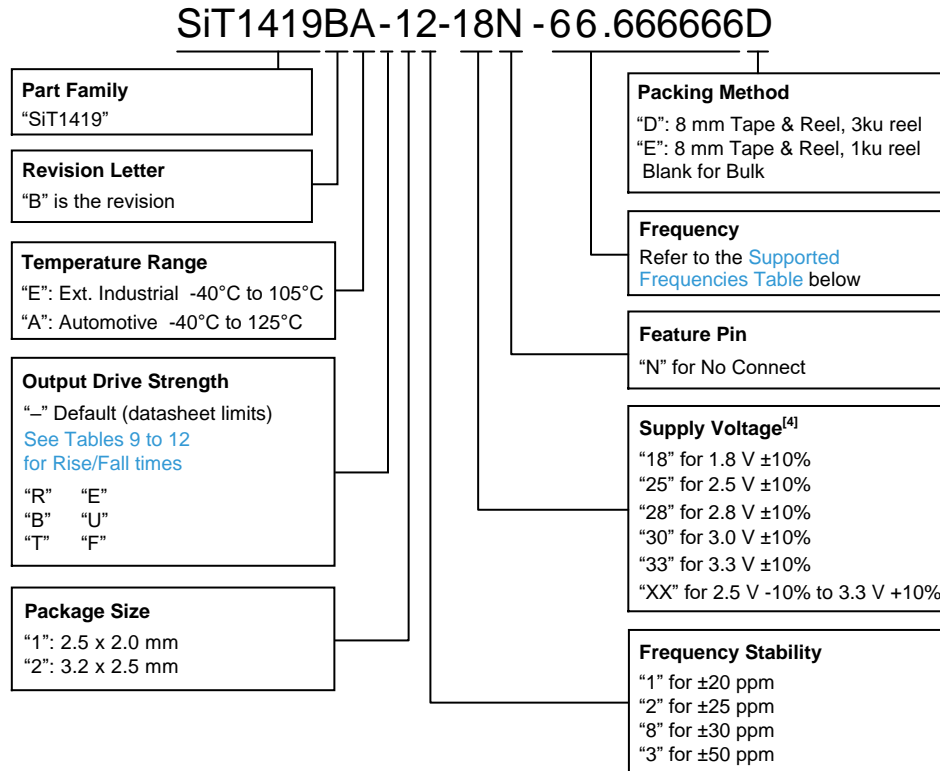 SiT1419BA-12-18N-66.666666D
Part Family
“SiT1419”
Revision Letter
“B” is the revision
Temperature Range
“E”: Ext. Industrial -40°C to 105°C
“A”: Automotive -40°C to 125°C
Output Drive Strength
“–” Default (datasheet limits)
See Tables 9 to 12
for Rise/Fall times
“R” “E”
“B” “U”
“T” “F”
Package Size
“1”: 2.5 x 2.0 mm
“2”: 3.2 x 2.5 mm
Packing Method
“D”: 8 mm Tape & Reel, 3ku reel
“E”: 8 mm Tape & Reel, 1ku reel
Blank for Bulk
Frequency
Refer to the Supported
Frequencies Table below
Feature Pin
“N” for No Connect
Supply Voltage[4]
“18” for 1.8 V ±10%
“25” for 2.5 V ±10%
“28” for 2.8 V ±10%
“30” for 3.0 V ±10%
“33” for 3.3 V ±10%
“XX” for 2.5 V -10% to 3.3 V +10%
Frequency Stability
“1” for ±20 ppm
“2” for ±25 ppm
“8” for ±30 ppm
“3” for ±50 ppm